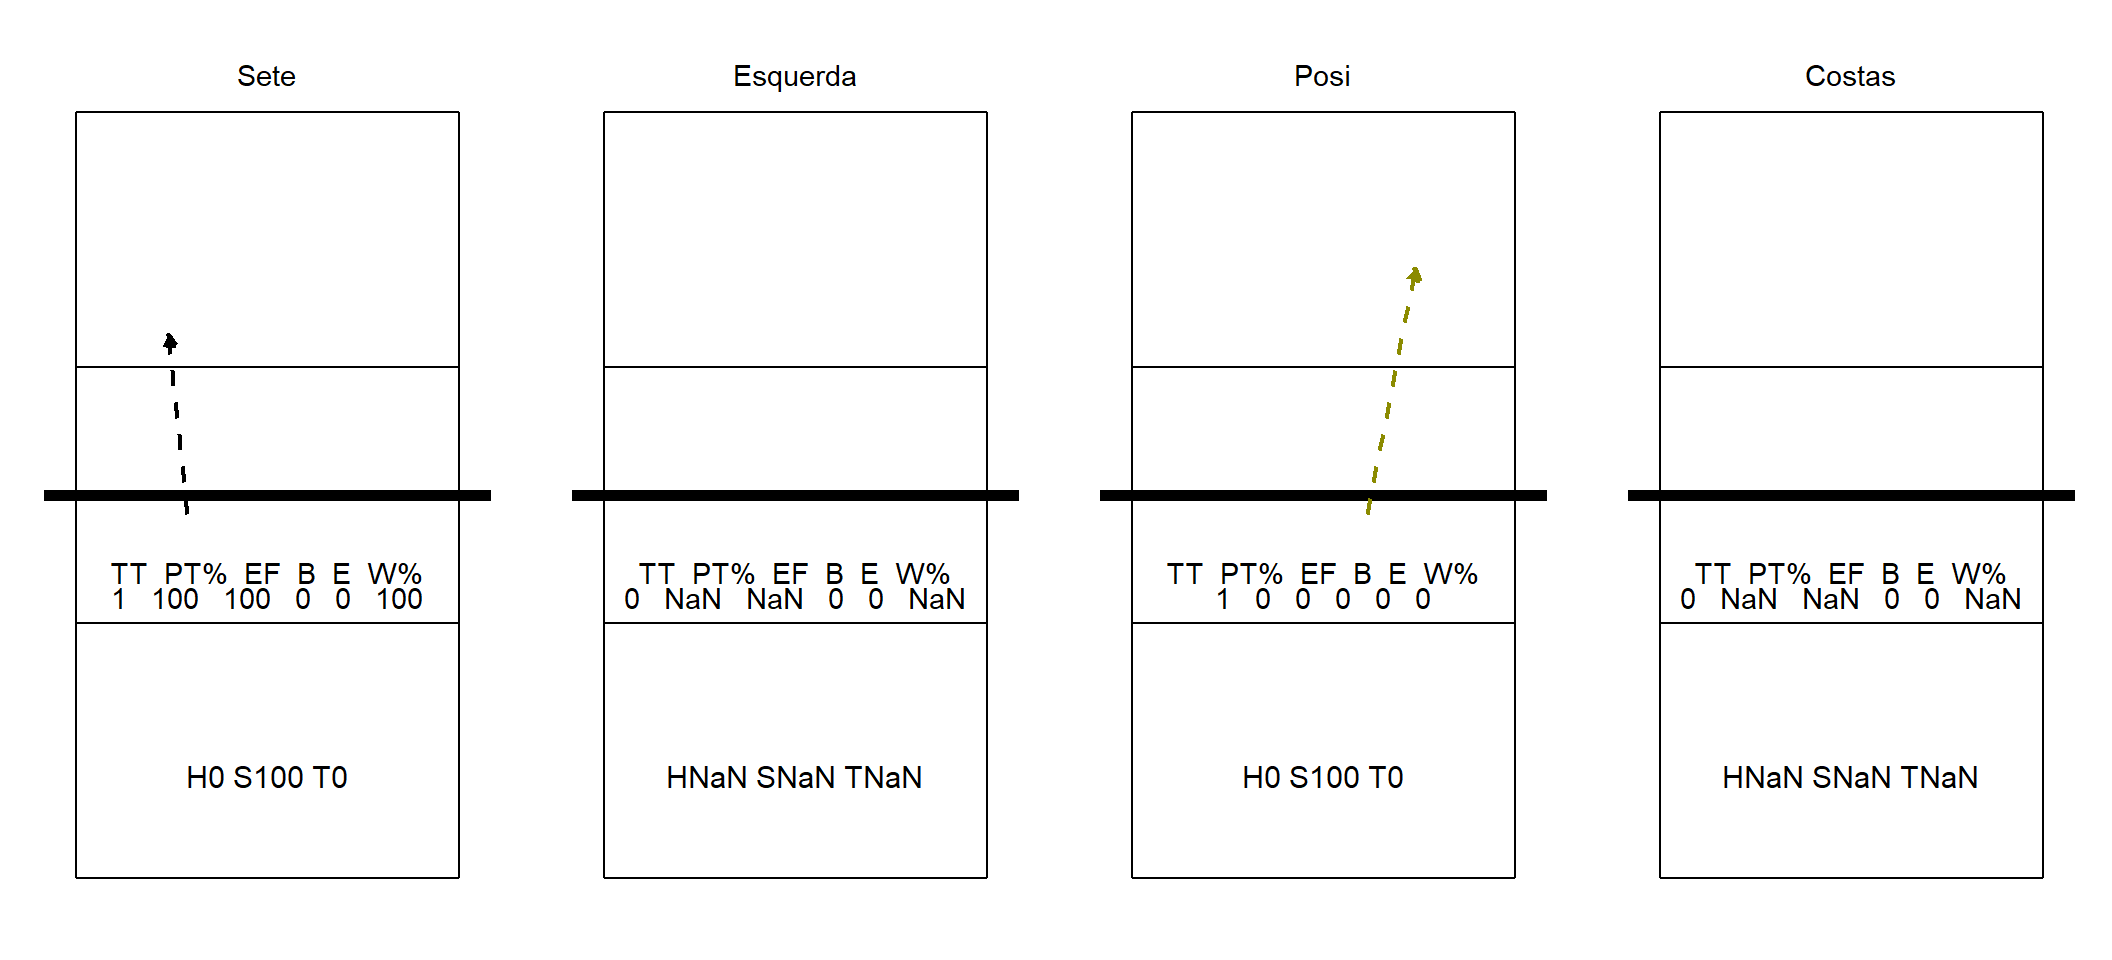 Sete
TT PT% EF B E W%
1 100 100 0 0 100
H0 S100 T0
Esquerda
TT PT% EF B E W%
0 NaN NaN 0 0 NaN
HNaN SNaN TNaN
Posi
TT PT% EF B E W%
1 0 0 0 0 0
H0 S100 T0
Costas
TT PT% EF B E W%
0 NaN NaN 0 0 NaN
HNaN SNaN TNaN